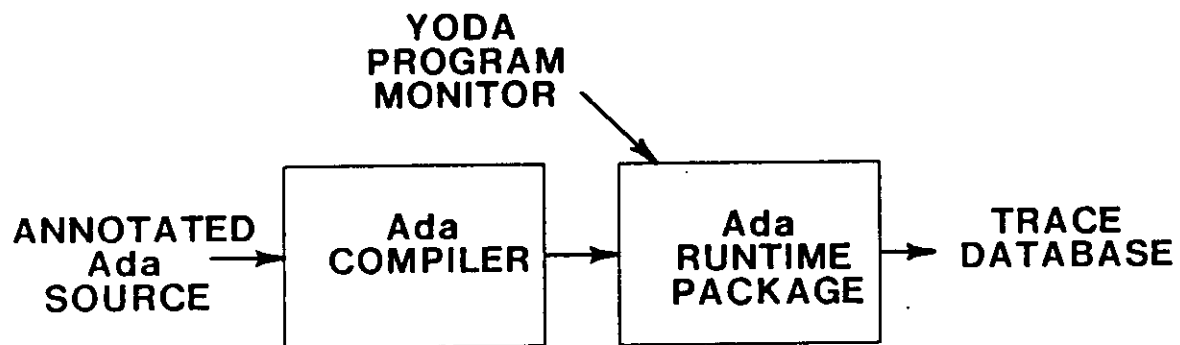 YODA
PROGRAM
MONITOR
ANNOTATED
Ada
SOURCE
Ada
COMPILER
Ada
RUNTIME
PACKAGE
TRACE
DATABASE